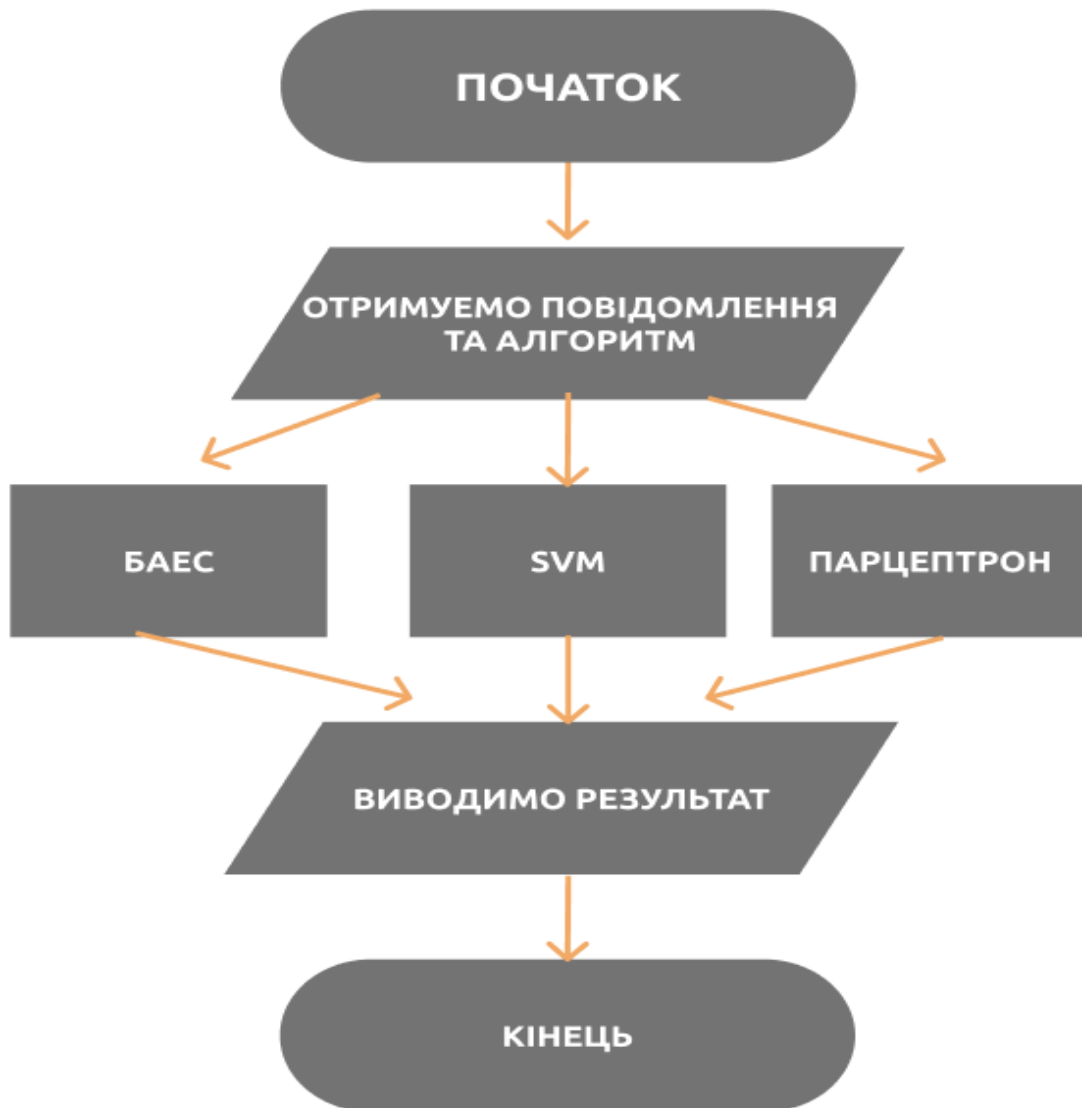 ПОЧАТОК
ОТРИМУЕМО ПОВІДОМЛЕННЯ
ТА АЛГОРИТМ
БАЕС
SVM
ПАРЦЕПТРОН
ВИВОДИМО РЕЗУЛЬТАТ
КІНЕЦЬ